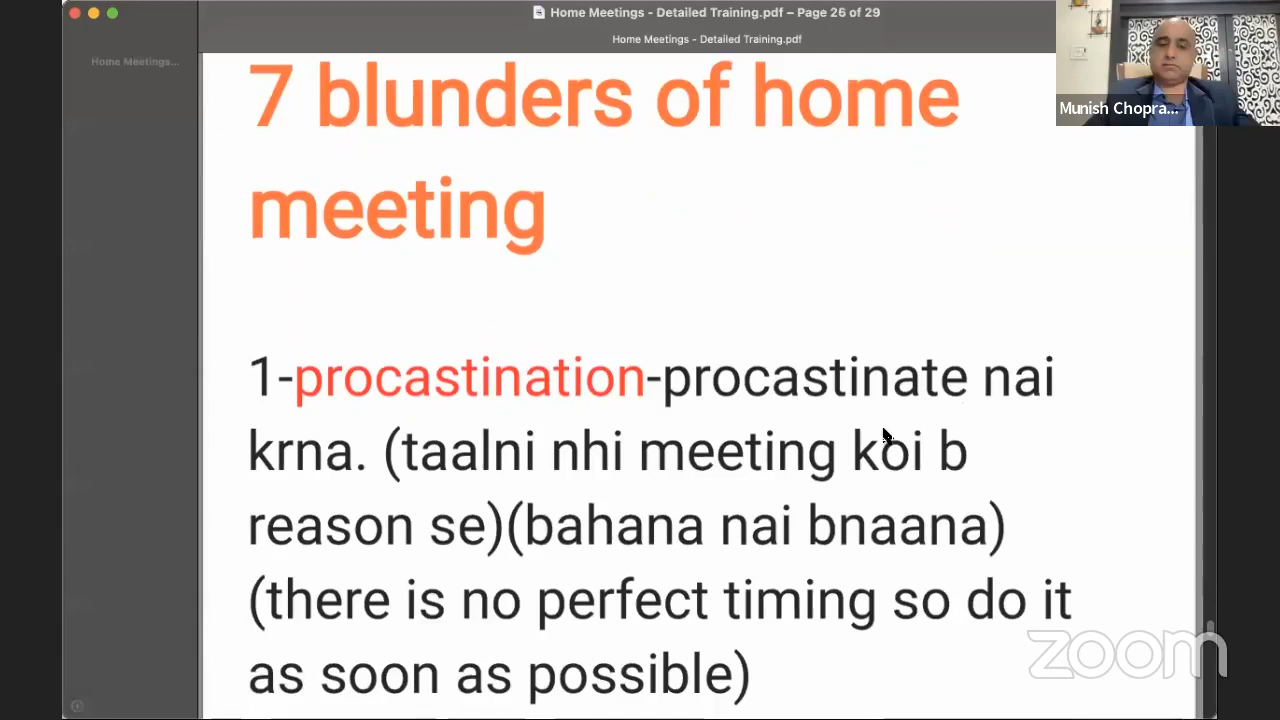 Home Meetings - Detailed Training.pdf – Page 26 of 29
Home Meetings - Detailed Training.pdf
Home Meetings...
Munish Chopra...
7 blunders of home
meeting
1-procastination-procastinate nai
krna. (taalni nhi meeting koi b
reason se)(bahana nai bnaana)
(there is no perfect timing so do it
as soon as possible)
zoom